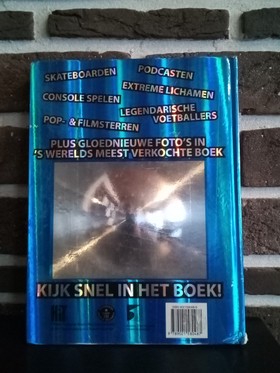 SKATEBOARDEN
PODCASTEN
EXTREME LICHAMEN
CONSOLE SPELEN
LEGENDARISCHE
VOETBALLERS
POP- & FILMSTERREN
PLUS GLOEDNIEUWE FOTO'S IN
'S WERELDS MEEST VERKOCHTE BOEK
KIJK SNEL IN HET BOEK!